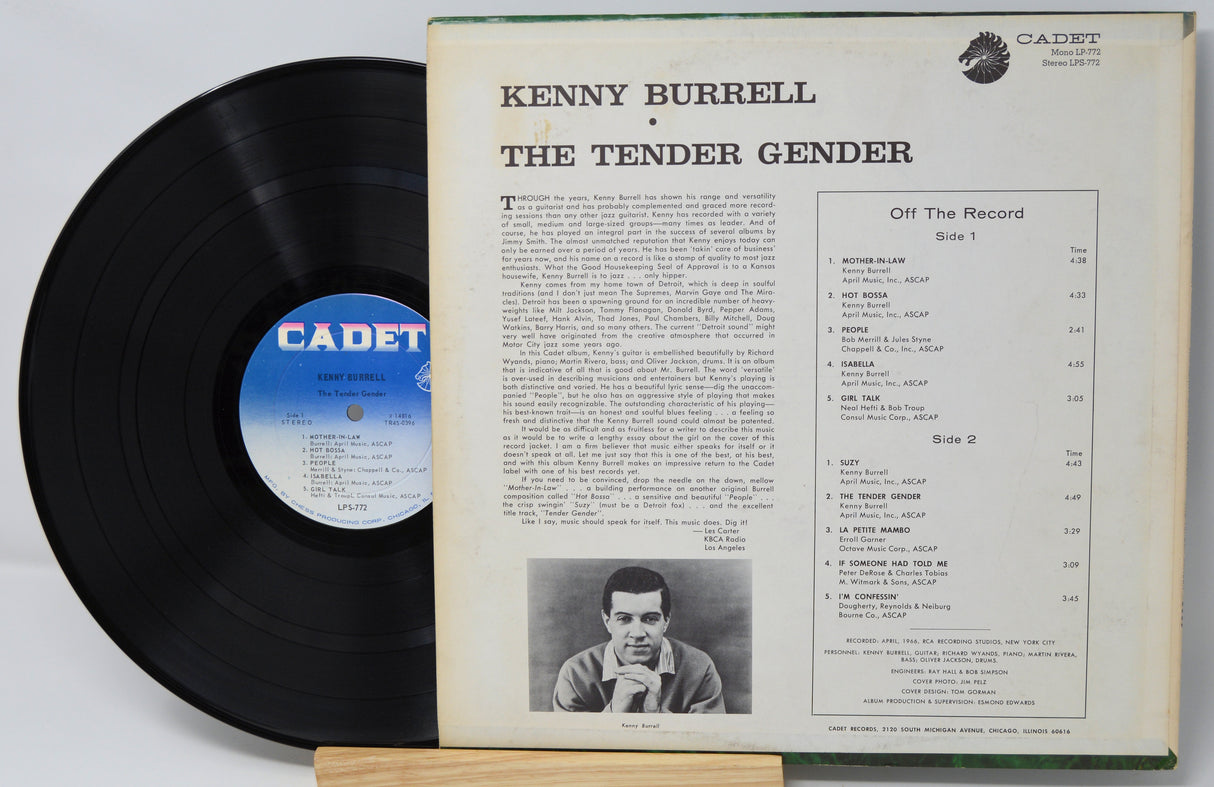 CADET
KENNY BURRELL
The Tender Gender
Side 1
STEREO
# 14816
TR4S-0396
1. MOTHER-IN-LAW
Burrell: April Music, ASCAP
2. HOT BOSSA
Burrell: April Music, ASCAP
3. PEOPLE
Merrill & Styne: Chappell & Co., ASCAP
4. ISABELLA
Burrell: April Music, ASCAP
5. GIRL TALK
Hefti & Troup: Consul Music, ASCAP
LPS-772
MFG. BY CHESS PRODUCING CORP., CHICAGO, IL
CADET
Mono LP-772
Stereo LPS-772
KENNY BURRELL
•
THE TENDER GENDER
THROUGH the years, Kenny Burrell has shown his range and versatility
as a guitarist and has probably complemented and graced more record-
ing sessions than any other jazz guitarist. Kenny has recorded with a variety
of small, medium and large-sized groups—many times as leader. And of
course, he has played an integral part in the success of several albums by
Jimmy Smith. The almost unmatched reputation that Kenny enjoys today can
only be earned over a period of years. He has been 'takin' care of business'
for years now, and his name on a record is like a stamp of quality to most jazz
enthusiasts. What the Good Housekeeping Seal of Approval is to a Kansas
housewife, Kenny Burrell is to jazz . . . only hipper.
Kenny comes from my home town of Detroit, which is deep in soulful
traditions (and I don't just mean The Supremes, Marvin Gaye and The Mira-
cles). Detroit has been a spawning ground for an incredible number of heavy-
weights like Milt Jackson, Tommy Flanagan, Donald Byrd, Pepper Adams,
Yusef Lateef, Hank Alvin, Thad Jones, Paul Chambers, Billy Mitchell, Doug
Watkins, Barry Harris, and so many others. The current "Detroit sound" might
very well have originated from the creative atmosphere that occurred in
Motor City jazz some years ago.
In this Cadet album, Kenny's guitar is embellished beautifully by Richard
Wyands, piano; Martin Rivera, bass; and Oliver Jackson, drums. It is an album
that is indicative of all that is good about Mr. Burrell. The word 'versatile'
is over-used in describing musicians and entertainers but Kenny's playing is
both distinctive and varied. He has a beautiful lyric sense—dig the unaccom-
panied "People", but he also has an aggressive style of playing that makes
his sound easily recognizable. The outstanding characteristic of his playing—
his best-known trait—is an honest and soulful blues feeling . . . a feeling so
fresh and distinctive that the Kenny Burrell sound could almost be patented.
It would be as difficult and as fruitless for a writer to describe this music
as it would be to write a lengthy essay about the girl on the cover of this
record jacket. I am a firm believer that music either speaks for itself or it
doesn't speak at all. Let me just say that this is one of the best, at his best,
and with this album Kenny Burrell makes an impressive return to the Cadet
label with one of his best records yet.
If you need to be convinced, drop the needle on the down, mellow
"Mother-In-Law" . . . a building performance on another original Burrell
composition called "Hot Bossa" . . . a sensitive and beautiful "People" . . .
the crisp swingin' "Suzy" (must be a Detroit fox) . . . and the excellent
title track, "Tender Gender".
Like I say, music should speak for itself. This music does. Dig it!
— Les Carter
KBCA Radio
Los Angeles
Kenny Burrell
Off The Record
Side 1
Time
1. MOTHER-IN-LAW 4:38
Kenny Burrell
April Music, Inc., ASCAP
2. HOT BOSSA 4:33
Kenny Burrell
April Music, Inc., ASCAP
3. PEOPLE 2:41
Bob Merrill & Jules Styne
Chappell & Co., Inc., ASCAP
4. ISABELLA 4:55
Kenny Burrell
April Music, Inc., ASCAP
5. GIRL TALK 3:05
Neal Hefti & Bob Troup
Consul Music Corp., ASCAP
Side 2
Time
1. SUZY 4:43
Kenny Burrell
April Music, Inc., ASCAP
2. THE TENDER GENDER 4:49
Kenny Burrell
April Music, Inc., ASCAP
3. LA PETITE MAMBO 3:29
Erroll Garner
Octave Music Corp., ASCAP
4. IF SOMEONE HAD TOLD ME 3:09
Peter DeRose & Charles Tobias
M. Witmark & Sons, ASCAP
5. I'M CONFESSIN' 3:45
Dougherty, Reynolds & Neiburg
Bourne Co., ASCAP
RECORDED: APRIL, 1966, RCA RECORDING STUDIOS, NEW YORK CITY
PERSONNEL: KENNY BURRELL, GUITAR; RICHARD WYANDS, PIANO; MARTIN RIVERA,
BASS; OLIVER JACKSON, DRUMS.
ENGINEERS: RAY HALL & BOB SIMPSON
COVER PHOTO: JIM PELZ
COVER DESIGN: TOM GORMAN
ALBUM PRODUCTION & SUPERVISION: ESMOND EDWARDS
CADET RECORDS, 2120 SOUTH MICHIGAN AVENUE, CHICAGO, ILLINOIS 60616